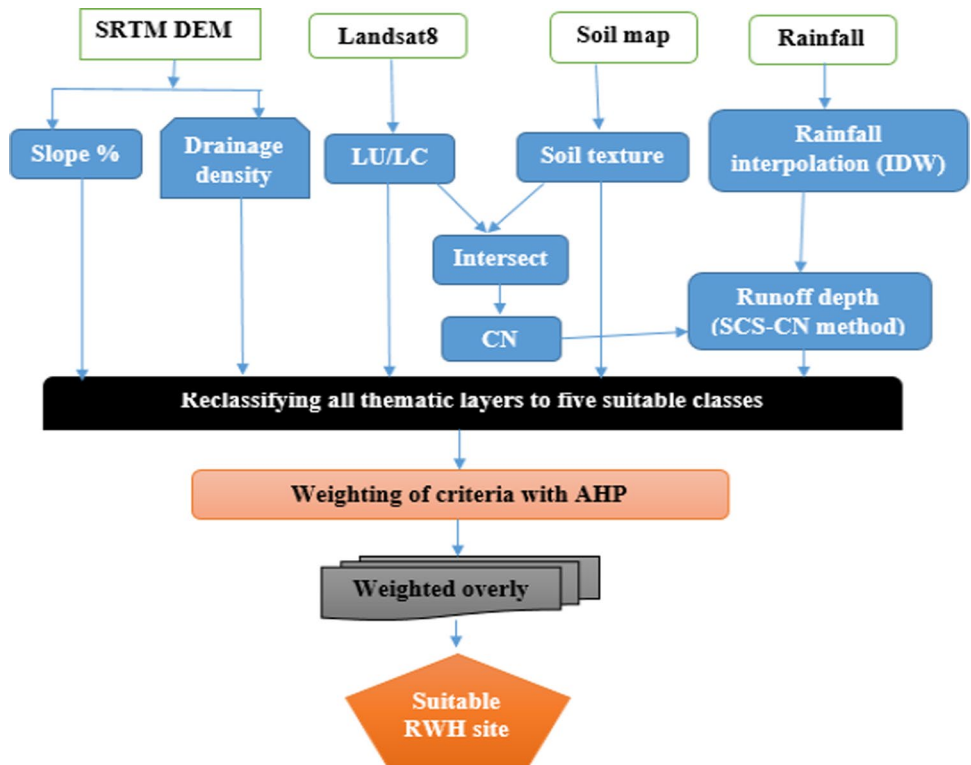 SRTM DEM
Landsat8
Soil map
Rainfall
Slope %
Drainage
density
LU/LC
Soil texture
Rainfall
interpolation (IDW)
Intersect
CN
Runoff depth
(SCS-CN method)
Reclassifying all thematic layers to five suitable classes
Weighting of criteria with AHP
Weighted overly
Suitable
RWH site